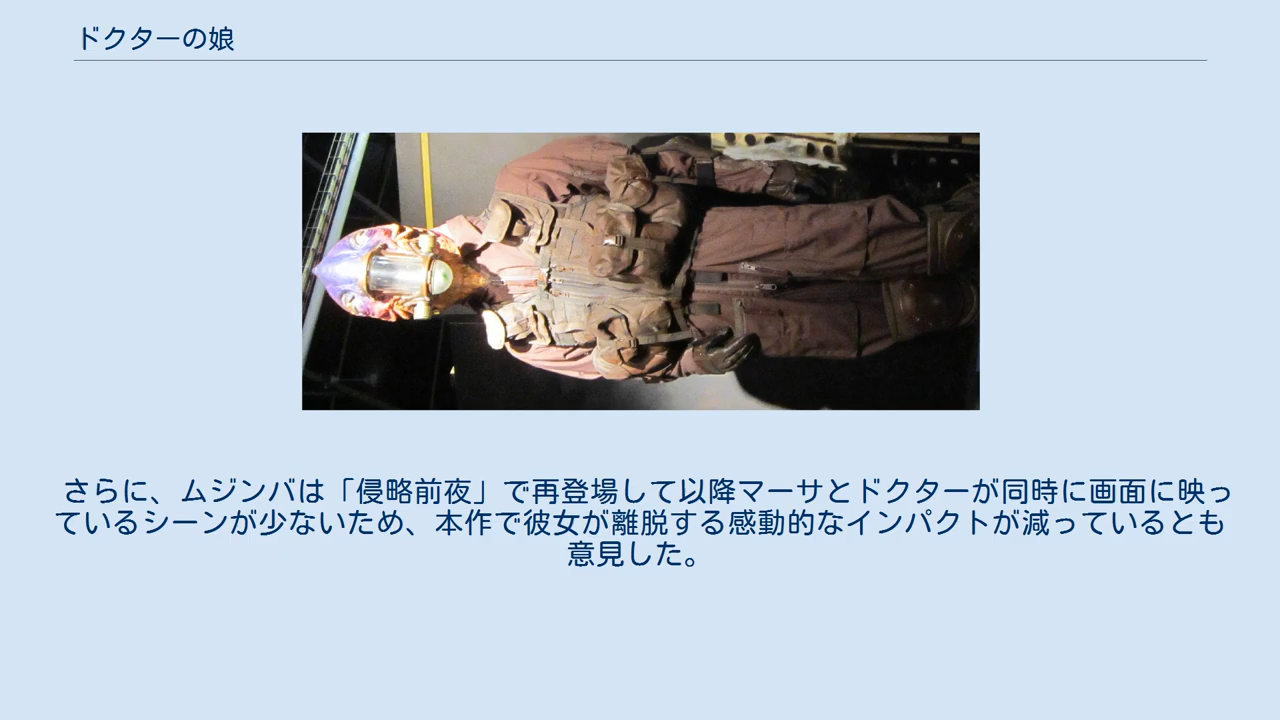 ドクターの娘
さらに、ムジンバは「侵略前夜」で再登場して以降マーサとドクターが同時に画面に映っ
ているシーンが少ないため、本作で彼女が離脱する感動的なインパクトが減っているとも
意見した。